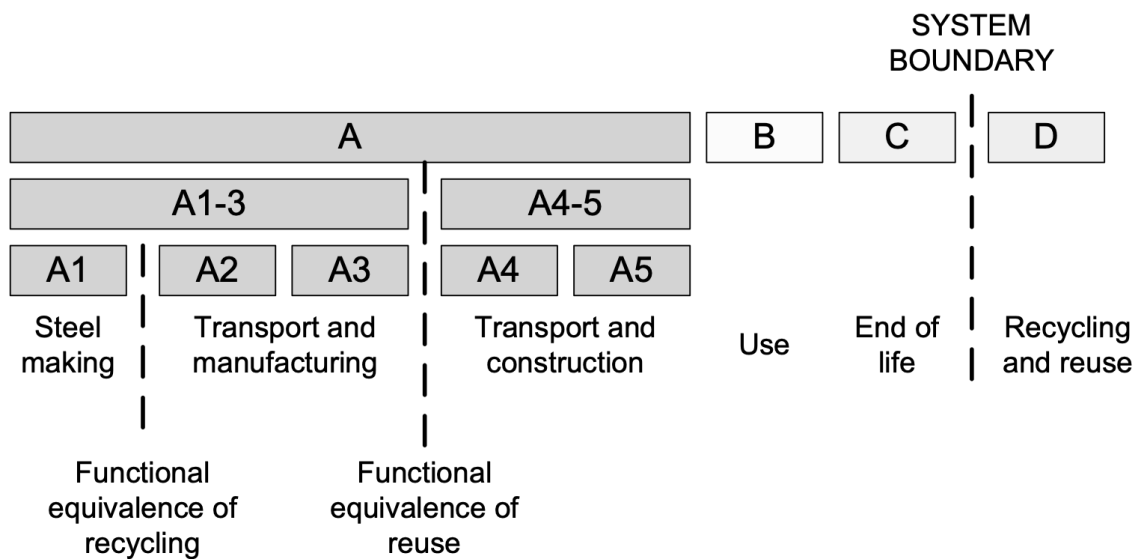 SYSTEM
BOUNDARY
A
B
C
D
A1-3
A4-5
A1
A2
A3
A4
A5
Steel
making
Transport and
manufacturing
Transport and
construction
Use
End of
life
Recycling
and reuse
Functional
equivalence of
recycling
Functional
equivalence of
reuse